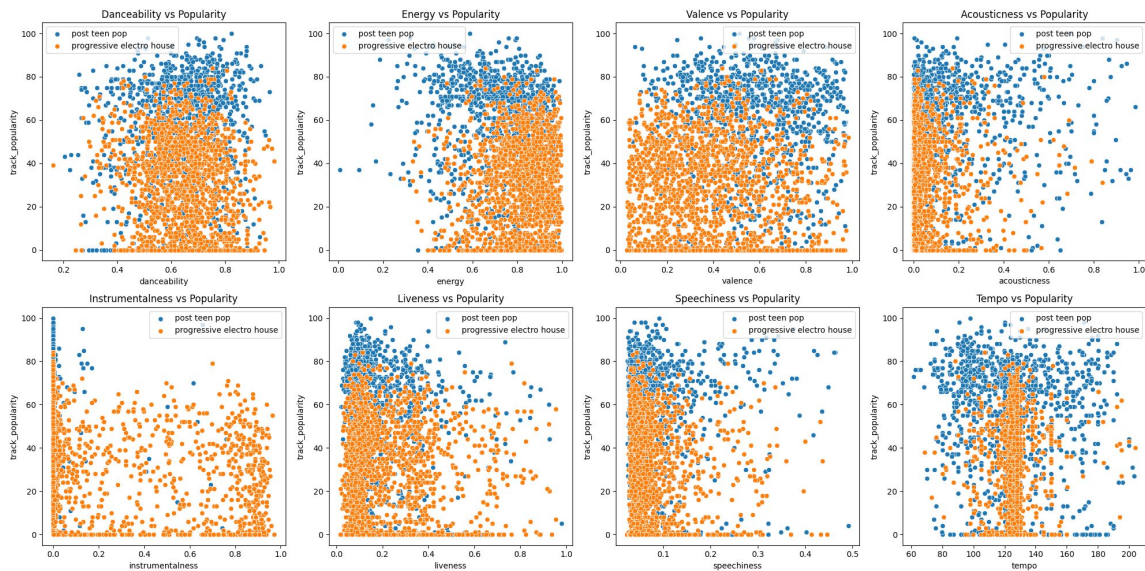 Danceability vs Popularity
post teen pop
progressive electro house
track_popularity
100
80
60
40
20
0
0.2
0.4
0.6
0.8
1.0
danceability
Energy vs Popularity
post teen pop
progressive electro house
track_popularity
100
80
60
40
20
0
0.0
0.2
0.4
0.6
0.8
1.0
energy
Valence vs Popularity
post teen pop
progressive electro house
track_popularity
100
80
60
40
20
0
0.0
0.2
0.4
0.6
0.8
1.0
valence
Acousticness vs Popularity
post teen pop
progressive electro house
track_popularity
100
80
60
40
20
0
0.0
0.2
0.4
0.6
0.8
1.0
acousticness
Instrumentalness vs Popularity
post teen pop
progressive electro house
track_popularity
100
80
60
40
20
0
0.0
0.2
0.4
0.6
0.8
1.0
instrumentalness
Liveness vs Popularity
post teen pop
progressive electro house
track_popularity
100
80
60
40
20
0
0.0
0.2
0.4
0.6
0.8
1.0
liveness
Speechiness vs Popularity
post teen pop
progressive electro house
track_popularity
100
80
60
40
20
0
0.1
0.2
0.3
0.4
0.5
speechiness
Tempo vs Popularity
post teen pop
progressive electro house
track_popularity
100
80
60
40
20
0
60
80
100
120
140
160
180
200
tempo